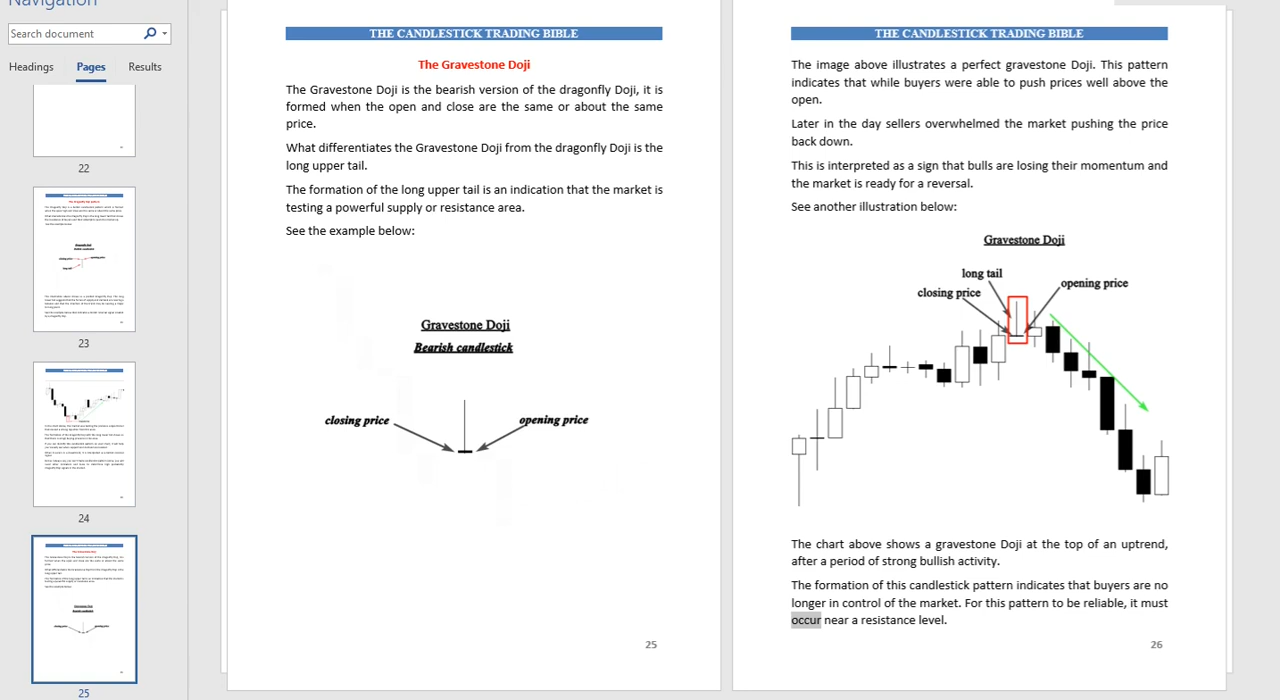 Navigation
Search document
Headings
Pages
Results
22
23
24
25
THE CANDLESTICK TRADING BIBLE
The Gravestone Doji
The Gravestone Doji is the bearish version of the dragonfly Doji, it is
formed when the open and close are the same or about the same
price.
What differentiates the Gravestone Doji from the dragonfly Doji is the
long upper tail.
The formation of the long upper tail is an indication that the market is
testing a powerful supply or resistance area.
See the example below:
Gravestone Doji
Bearish candlestick
closing price
opening price
25
THE CANDLESTICK TRADING BIBLE
The image above illustrates a perfect gravestone Doji. This pattern
indicates that while buyers were able to push prices well above the
open.
Later in the day sellers overwhelmed the market pushing the price
back down.
This is interpreted as a sign that bulls are losing their momentum and
the market is ready for a reversal.
See another illustration below:
Gravestone Doji
long tail
closing price
opening price
The chart above shows a gravestone Doji at the top of an uptrend,
after a period of strong bullish activity.
The formation of this candlestick pattern indicates that buyers are no
longer in control of the market. For this pattern to be reliable, it must
occur near a resistance level.
26